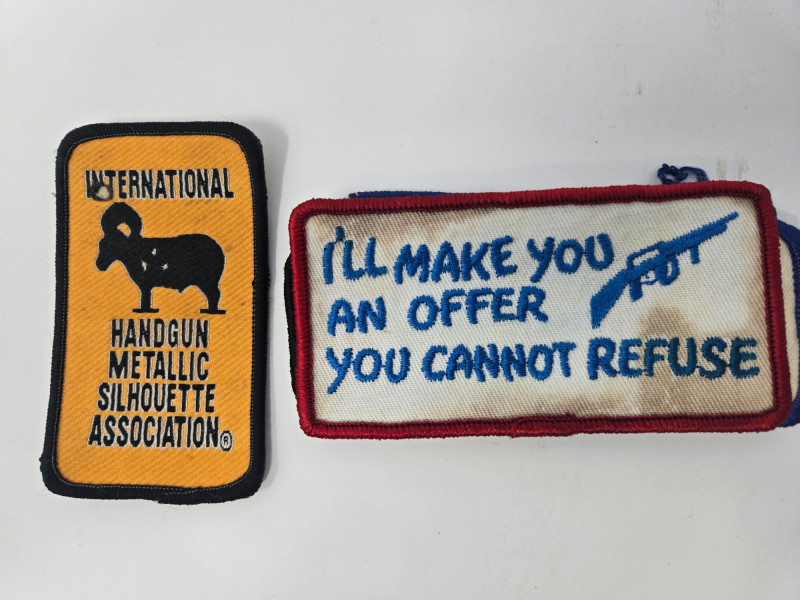 INTERNATIONAL
HANDGUN
METALLIC
SILHOUETTE
ASSOCIATION®
I'LL MAKE YOU
AN OFFER
YOU CANNOT REFUSE